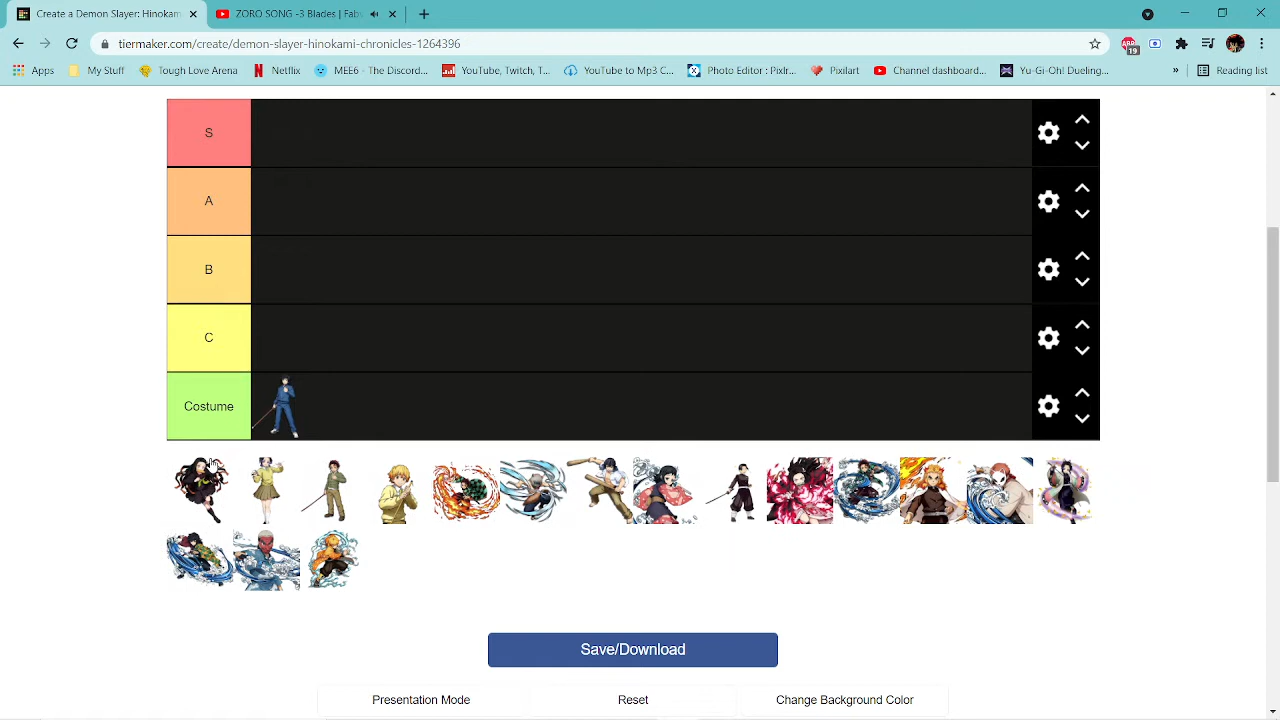 Create a Demon Slayer: Hinokam
ZORO SONG -3 Blades | Fab
tiermaker.com/create/demon-slayer-hinokami-chronicles-1264396
19
Apps
My Stuff
Tough Love Arena
Netflix
MEE6 - The Discord...
YouTube, Twitch, T...
YouTube to Mp3 C...
Photo Editor : Pixlr...
Pixilart
Channel dashboard...
Yu-Gi-Oh! Dueling...
»
Reading list
S
A
B
C
Costume
Save/Download
Presentation Mode
Reset
Change Background Color